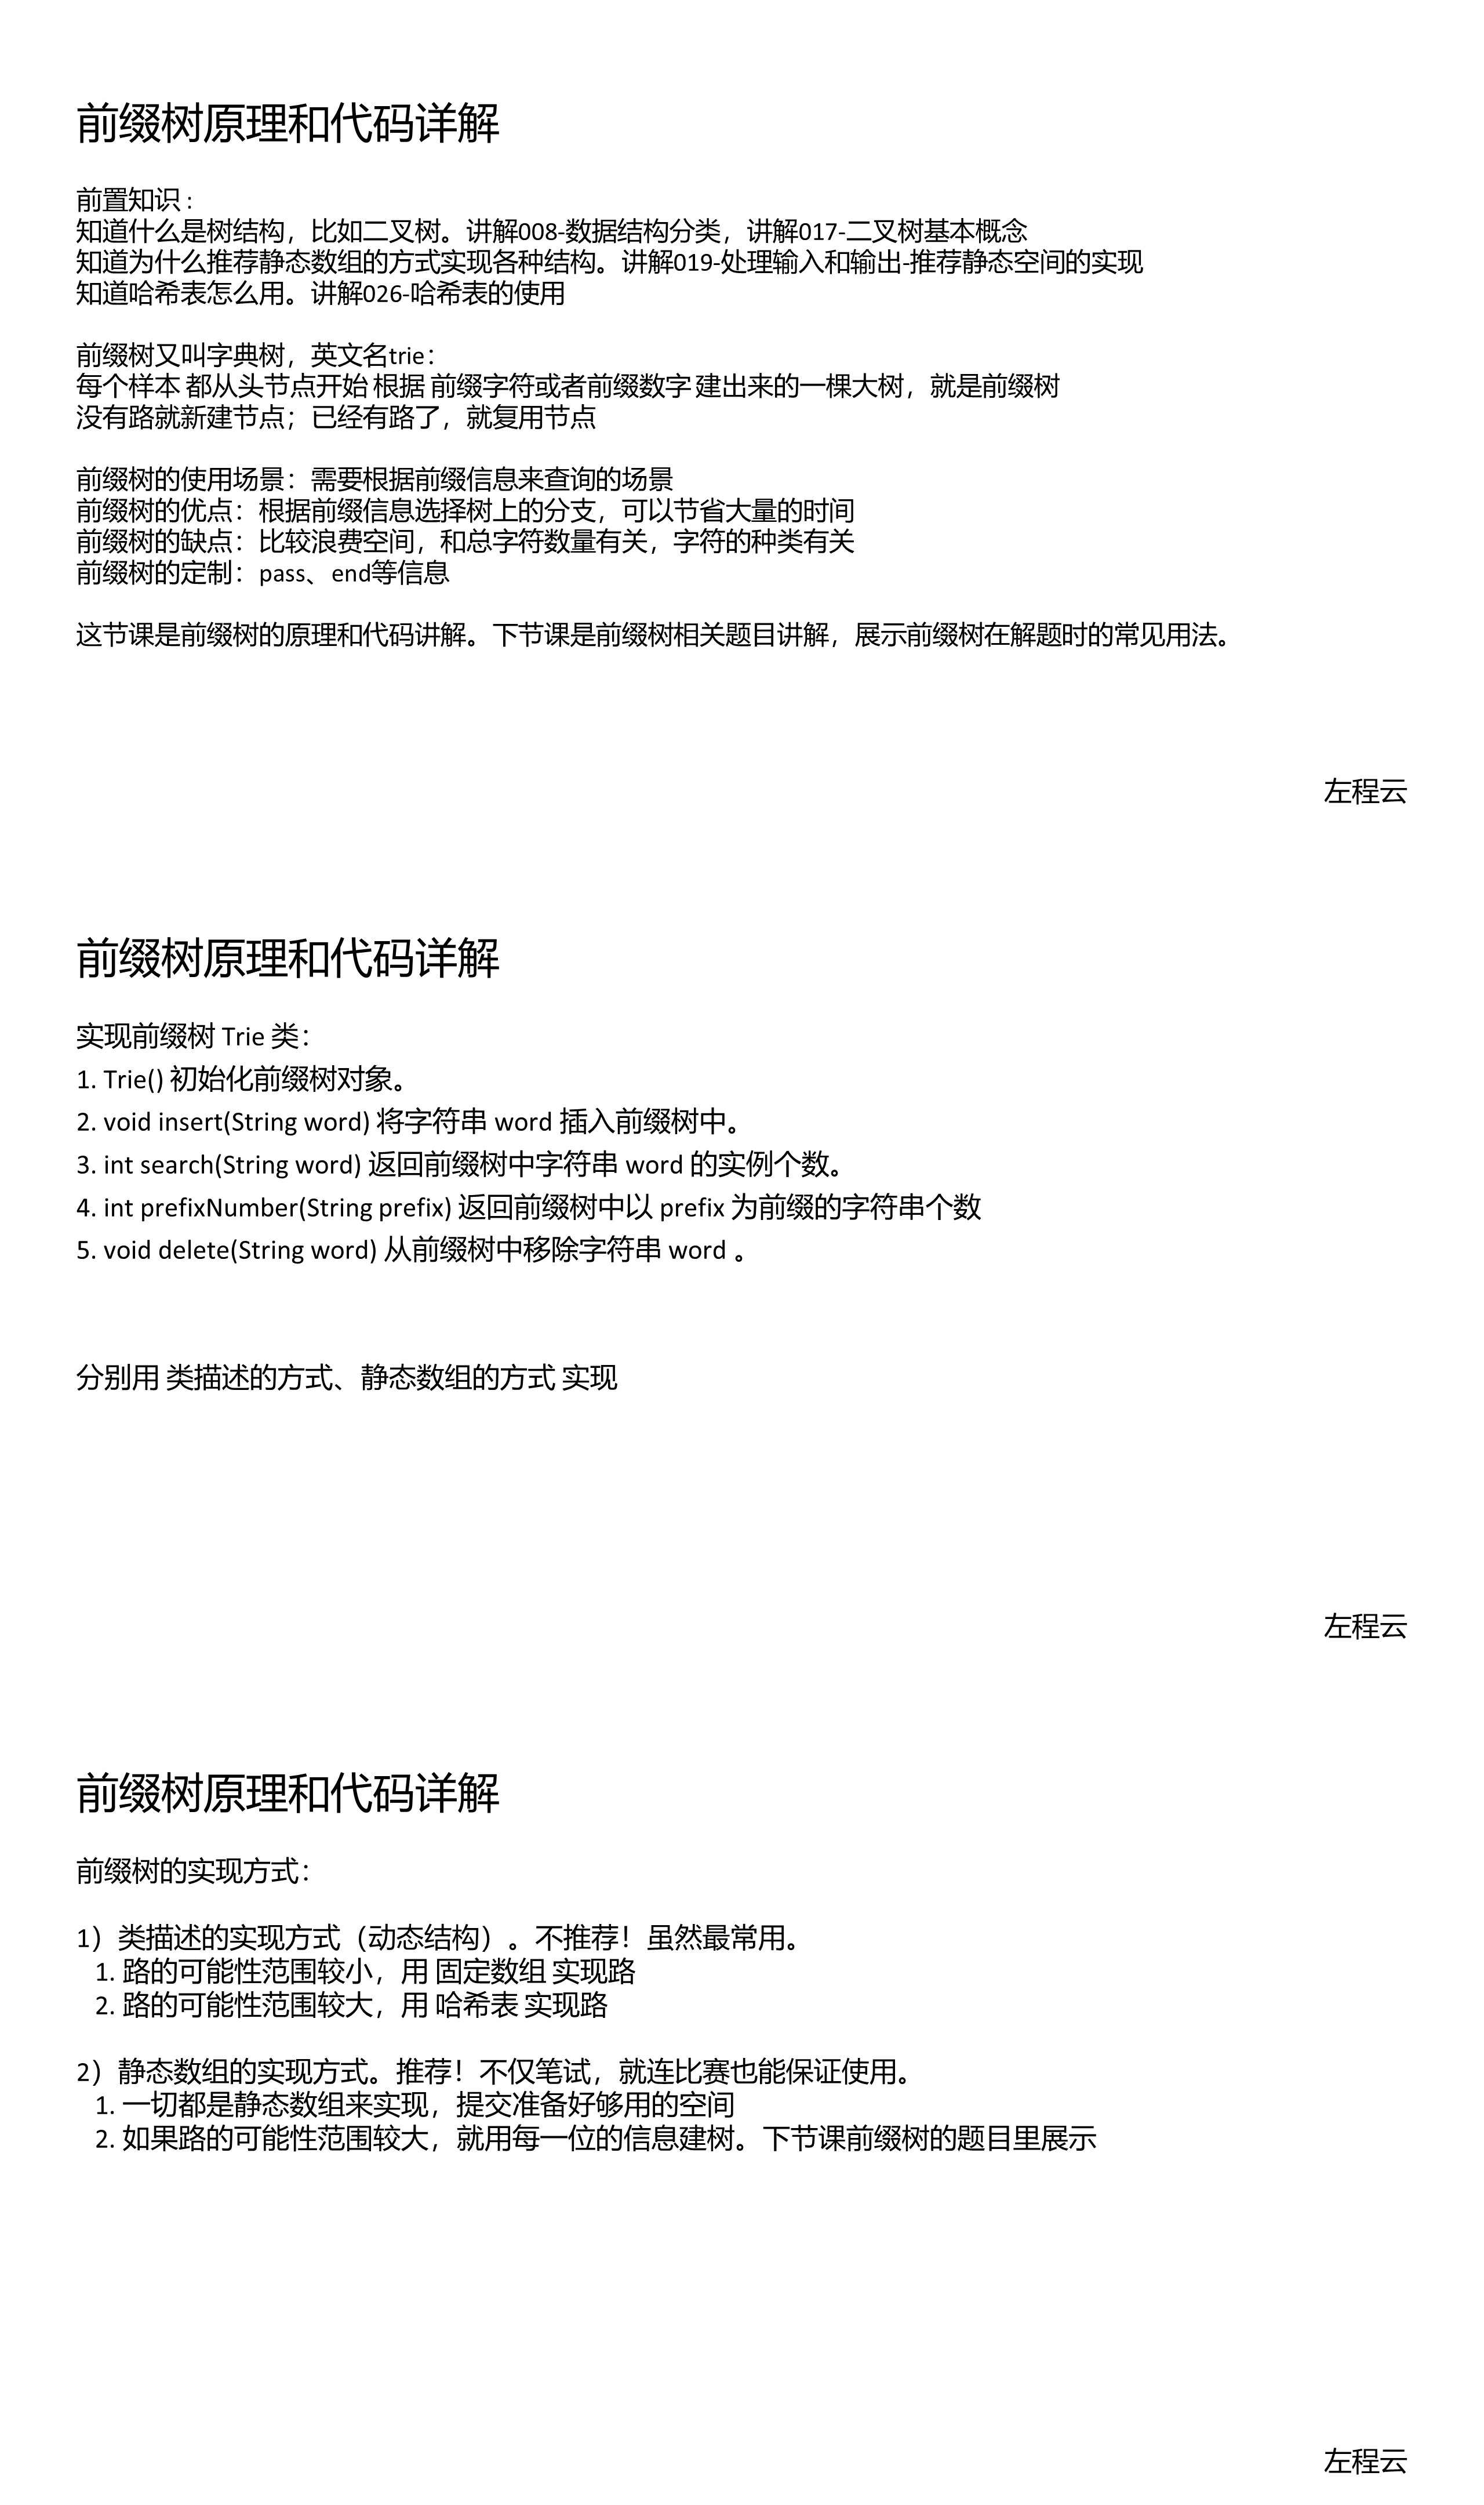 前缀树原理和代码详解
前置知识：
知道什么是树结构，比如二叉树。讲解008-数据结构分类，讲解017-二叉树基本概念
知道为什么推荐静态数组的方式实现各种结构。讲解019-处理输入和输出-推荐静态空间的实现
知道哈希表怎么用。讲解026-哈希表的使用
前缀树又叫字典树，英文名trie：
每个样本 都从头节点开始 根据 前缀字符或者前缀数字 建出来的一棵大树，就是前缀树
没有路就新建节点；已经有路了，就复用节点
前缀树的使用场景：需要根据前缀信息来查询的场景
前缀树的优点：根据前缀信息选择树上的分支，可以节省大量的时间
前缀树的缺点：比较浪费空间，和总字符数量有关，字符的种类有关
前缀树的定制：pass、end等信息
这节课是前缀树的原理和代码讲解。下节课是前缀树相关题目讲解，展示前缀树在解题时的常见用法。
左程云
前缀树原理和代码详解
实现前缀树 Trie 类：
1. Trie() 初始化前缀树对象。
2. void insert(String word) 将字符串 word 插入前缀树中。
3. int search(String word) 返回前缀树中字符串 word 的实例个数。
4. int prefixNumber(String prefix) 返回前缀树中以 prefix 为前缀的字符串个数
5. void delete(String word) 从前缀树中移除字符串 word 。
分别用 类描述的方式、静态数组的方式 实现
左程云
前缀树原理和代码详解
前缀树的实现方式：
1）类描述的实现方式（动态结构）。不推荐！虽然最常用。
1. 路的可能性范围较小，用 固定数组 实现路
2. 路的可能性范围较大，用 哈希表 实现路
2）静态数组的实现方式。推荐！不仅笔试，就连比赛也能保证使用。
1. 一切都是静态数组来实现，提交准备好够用的空间
2. 如果路的可能性范围较大，就用每一位的信息建树。下节课前缀树的题目里展示
左程云